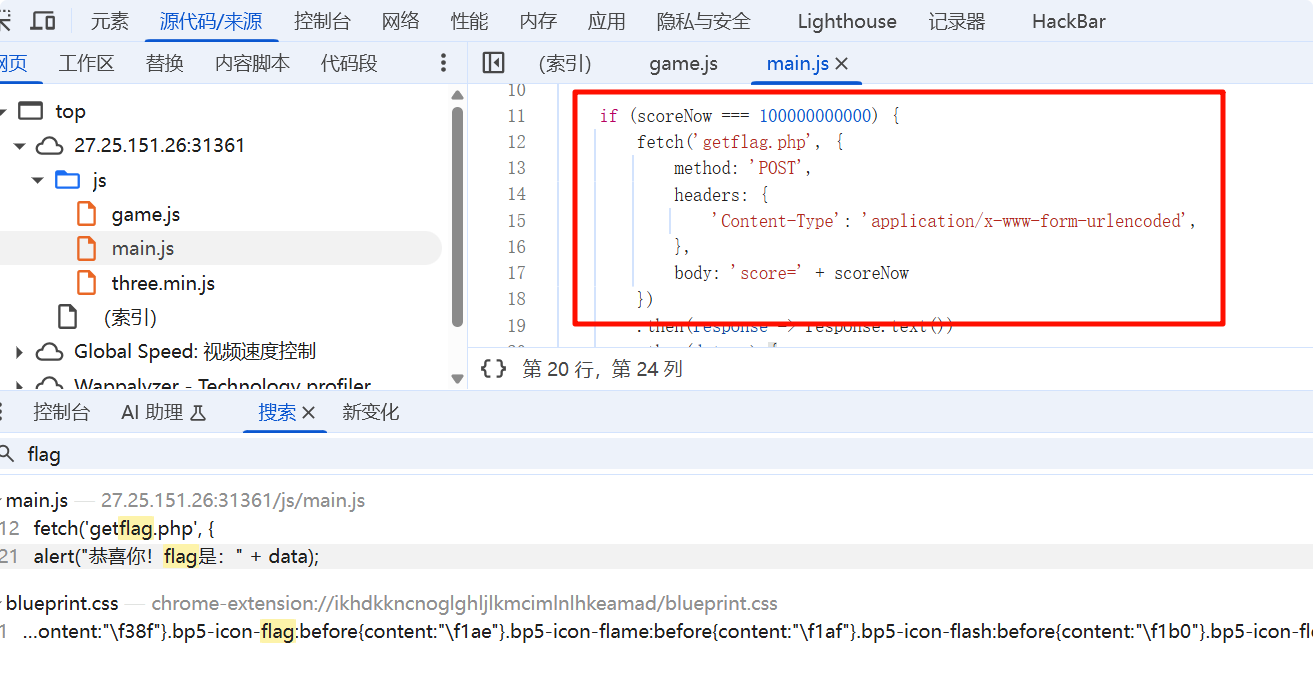 元素 源代码/来源 控制台 网络 性能 内存 应用 隐私与安全 Lighthouse 记录器 HackBar
网页 工作区 替换 内容脚本 代码段
(索引) game.js main.js
top
27.25.151.26:31361
js
game.js
main.js
three.min.js
(索引)
Global Speed: 视频速度控制
Wappalyzer - Technology profiler
10
11 if (scoreNow === 100000000000) {
12 fetch('getflag.php', {
13 method: 'POST',
14 headers: {
15 'Content-Type': 'application/x-www-form-urlencoded',
16 },
17 body: 'score=' + scoreNow
18 })
19 .then(response => response.text())
{} 第 20 行，第 24 列
控制台 AI 助理 搜索 新变化
flag
main.js — 27.25.151.26:31361/js/main.js
12 fetch('getflag.php', {
21 alert("恭喜你！flag是：" + data);
blueprint.css — chrome-extension://ikhdkkncnoglghljlkmcimlnlhkeamad/blueprint.css
1 …ontent:"\f38f"}.bp5-icon-flag:before{content:"\f1ae"}.bp5-icon-flame:before{content:"\f1af"}.bp5-icon-flash:before{content:"\f1b0"}.bp5-icon-fl